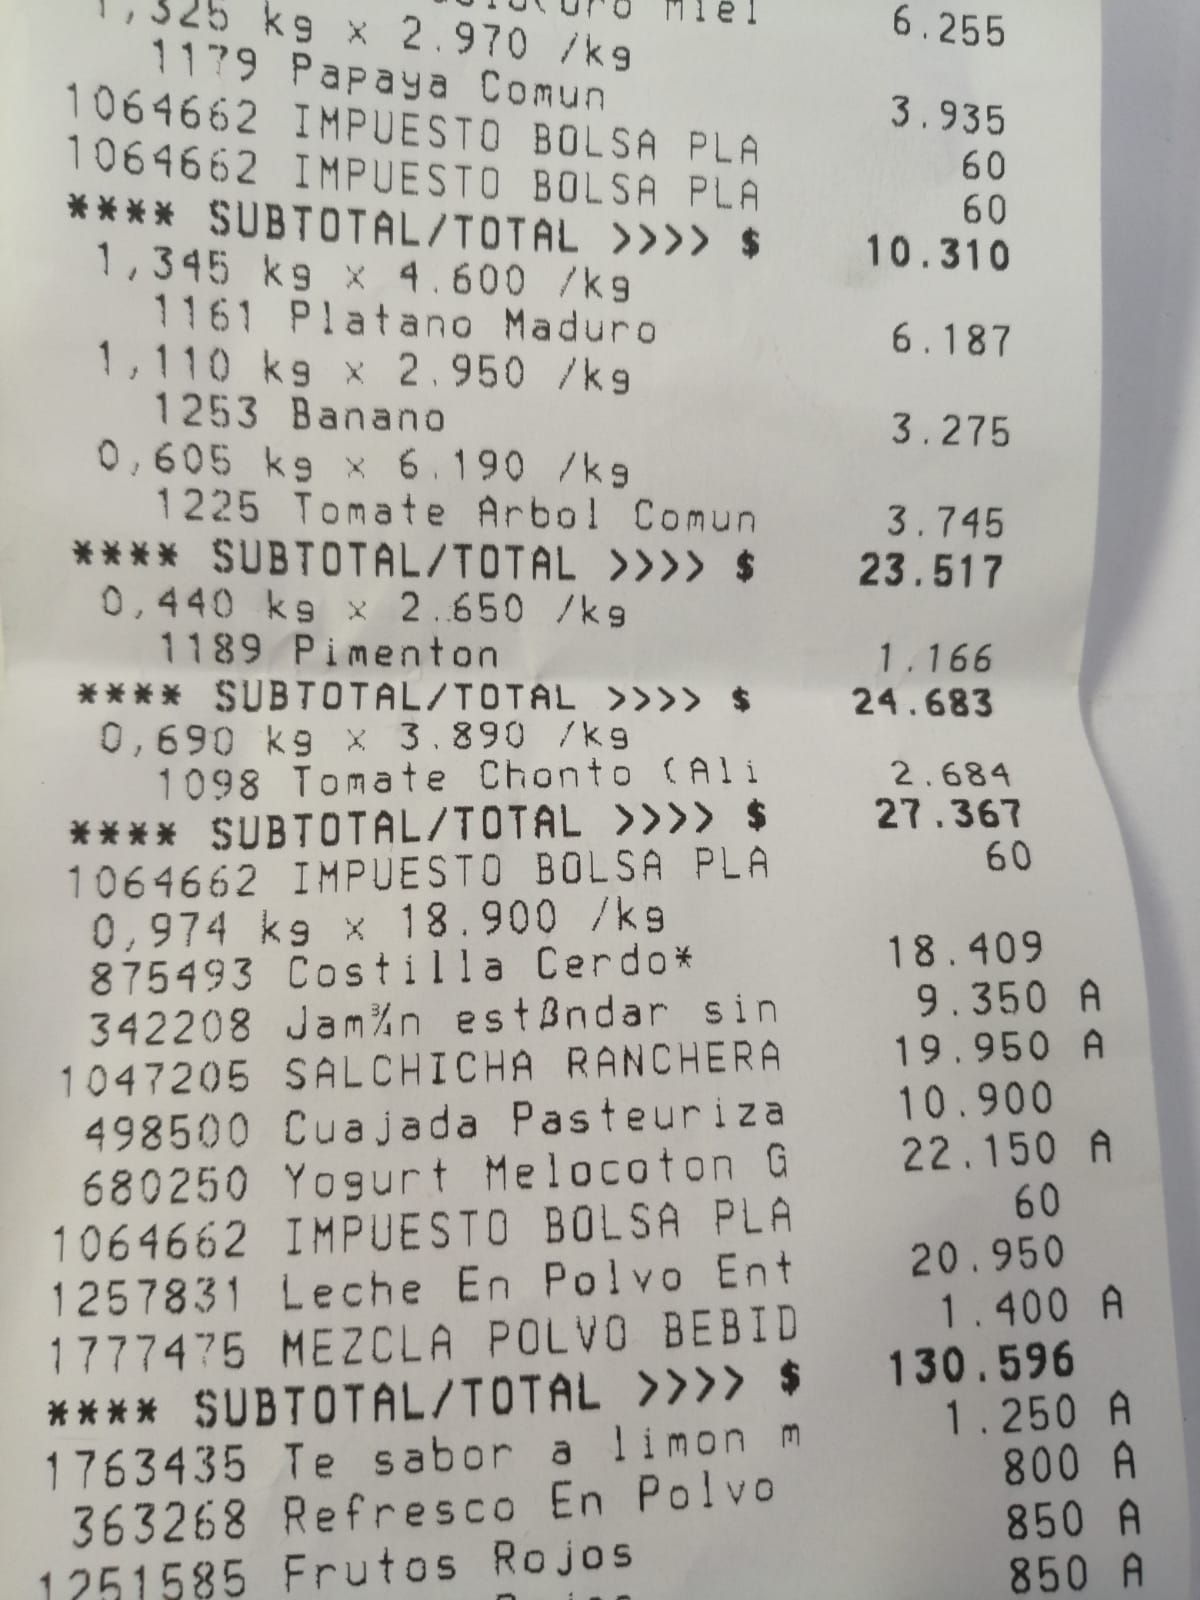 Miel 6.255
1,325 kg x 2.970 /kg
1179 Papaya Comun 3.935
1064662 IMPUESTO BOLSA PLA 60
1064662 IMPUESTO BOLSA PLA 60
**** SUBTOTAL/TOTAL >>>> $ 10.310
1,345 kg x 4.600 /kg
1161 Platano Maduro 6.187
1,110 kg x 2.950 /kg
1253 Banano 3.275
0,605 kg x 6.190 /kg
1225 Tomate Arbol Comun 3.745
**** SUBTOTAL/TOTAL >>>> $ 23.517
0,440 kg x 2.650 /kg
1189 Pimenton 1.166
**** SUBTOTAL/TOTAL >>>> $ 24.683
0,690 kg x 3.890 /kg
1098 Tomate Chonto (Ali 2.684
**** SUBTOTAL/TOTAL >>>> $ 27.367
1064662 IMPUESTO BOLSA PLA 60
0,974 kg x 18.900 /kg
875493 Costilla Cerdo* 18.409
342208 Jam¾n estßndar sin 9.350 A
1047205 SALCHICHA RANCHERA 19.950 A
498500 Cuajada Pasteuriza 10.900
680250 Yogurt Melocoton G 22.150 A
1064662 IMPUESTO BOLSA PLA 60
1257831 Leche En Polvo Ent 20.950
1777475 MEZCLA POLVO BEBID 1.400 A
**** SUBTOTAL/TOTAL >>>> $ 130.596
1763435 Te sabor a limon m 1.250 A
363268 Refresco En Polvo 800 A
1251585 Frutos Rojos 850 A
850 A